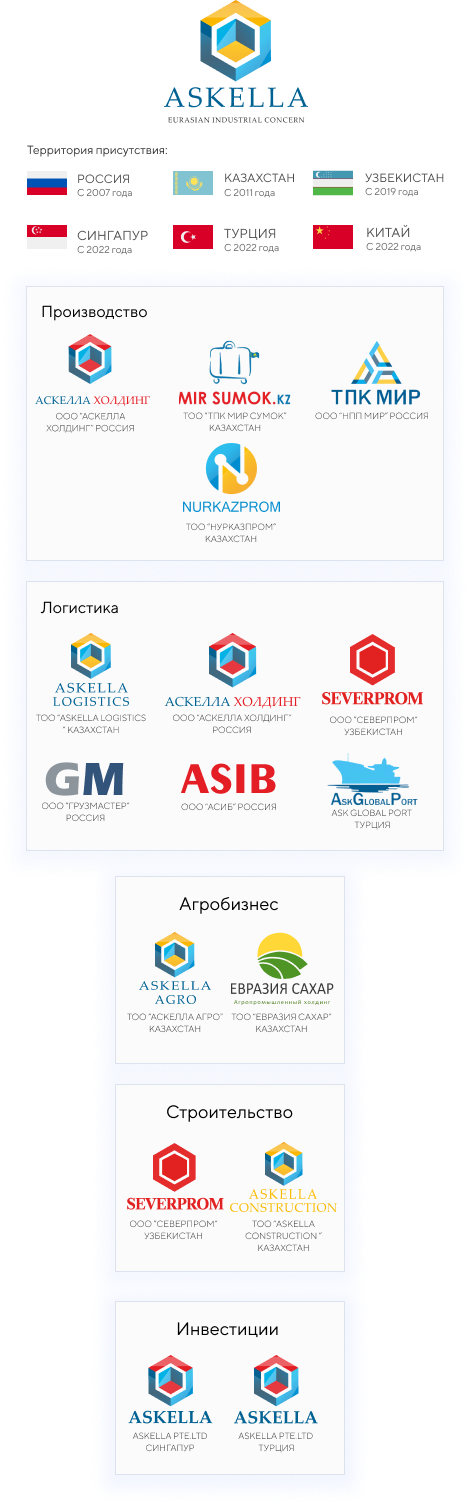 ASKELLA
EURASIAN INDUSTRIAL CONCERN
Территория присутствия:
РОССИЯ
С 2007 года
КАЗАХСТАН
С 2011 года
УЗБЕКИСТАН
С 2019 года
СИНГАПУР
С 2022 года
ТУРЦИЯ
С 2022 года
КИТАЙ
С 2022 года
Производство
АСКЕЛЛА ХОЛДИНГ
ООО "АСКЕЛЛА
ХОЛДИНГ" РОССИЯ
MIR SUMOK.KZ
ТОО "ТПК МИР СУМОК"
КАЗАХСТАН
ТПК МИР
ООО "НПП МИР" РОССИЯ
NURKAZPROM
ТОО "НУРКАЗПРОМ"
КАЗАХСТАН
Логистика
ASKELLA
LOGISTICS
ТОО "ASKELLA LOGISTICS
" КАЗАХСТАН
АСКЕЛЛА ХОЛДИНГ
ООО "АСКЕЛЛА ХОЛДИНГ"
РОССИЯ
SEVERPROM
ООО "СЕВЕРПРОМ"
УЗБЕКИСТАН
GM
ООО "ГРУЗМАСТЕР"
РОССИЯ
ASIB
ООО "АСИБ" РОССИЯ
ASKGLOBALPORT
ASK GLOBAL PORT
ТУРЦИЯ
Агробизнес
ASKELLA
AGRO
ТОО "АСКЕЛЛА АГРО"
КАЗАХСТАН
ЕВРАЗИЯ САХАР
Агропромышленный холдинг
ТОО "ЕВРАЗИЯ САХАР"
КАЗАХСТАН
Строительство
SEVERPROM
ООО "СЕВЕРПРОМ"
УЗБЕКИСТАН
ASKELLA
CONSTRUCTION
ТОО "ASKELLA
CONSTRUCTION "
КАЗАХСТАН
Инвестиции
ASKELLA
ASKELLA PTE.LTD
СИНГАПУР
ASKELLA
ASKELLA PTE.LTD
ТУРЦИЯ